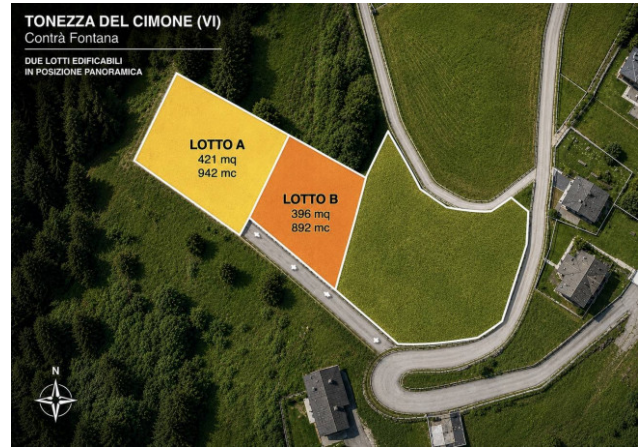 TONEZZA DEL CIMONE (VI)
Contrà Fontana
DUE LOTTI EDIFICABILI
IN POSIZIONE PANORAMICA
LOTTO A
421 mq
942 mc
LOTTO B
396 mq
892 mc
N